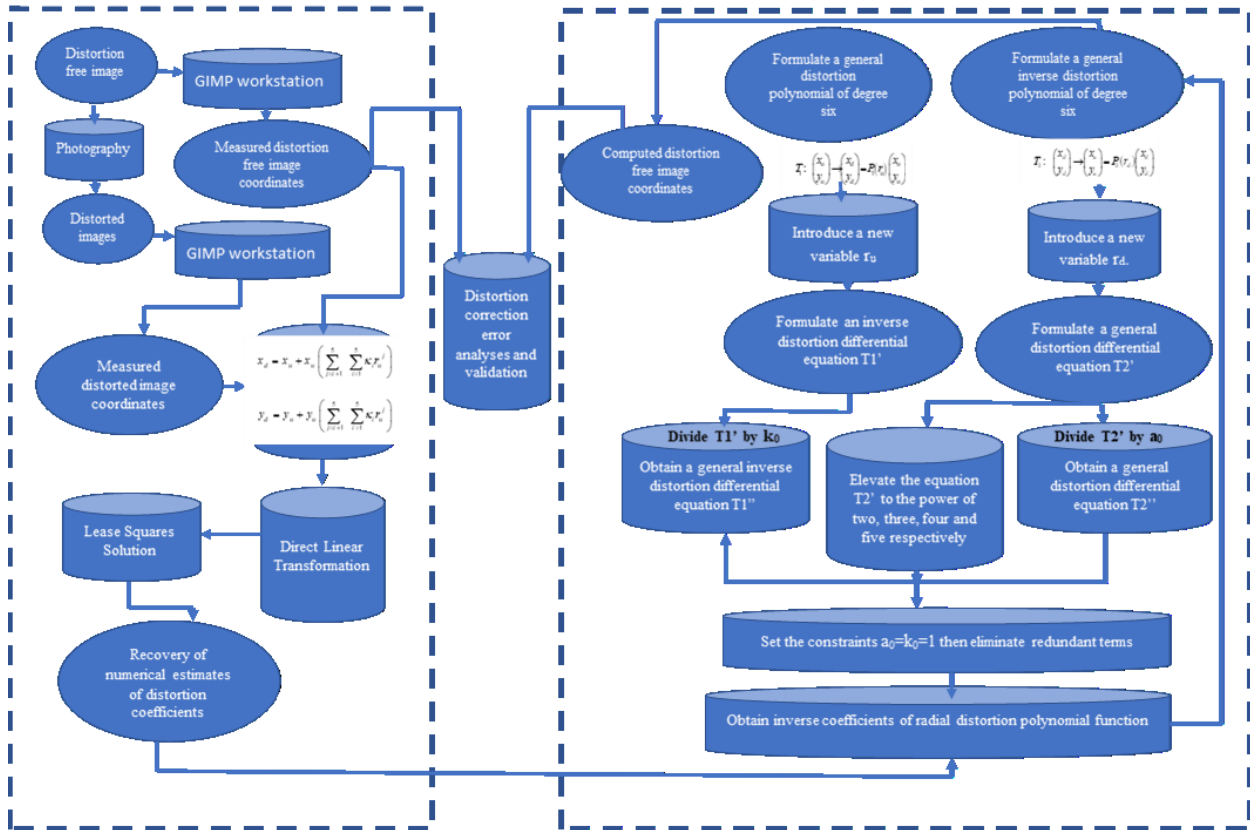 Distortion
free image
GIMP workstation
Photography
Measured distortion
free image
coordinates
Distorted
images
GIMP workstation
Measured
distorted image
coordinates
Lease Squares
Solution
Direct Linear
Transformation
Recovery of
numerical estimates
of distortion
coefficients
Distortion
correction
error
analyses and
validation
Computed distortion
free image
coordinates
Formulate a general
distortion
polynomial of degree
six
Formulate a general
inverse distortion
polynomial of degree
six
Introduce a new
variable rᵤ
Introduce a new
variable r_d.
Formulate an inverse
distortion differential
equation T1’
Formulate a general
distortion differential
equation T2’
Divide T1’ by k₀
Obtain a general inverse
distortion differential
equation T1”
Elevate the equation
T2’ to the power of
two, three, four and
five respectively
Divide T2’ by a₀
Obtain a general
distortion differential
equation T2’’
Set the constraints a₀=k₀=1 then eliminate redundant terms
Obtain inverse coefficients of radial distortion polynomial function